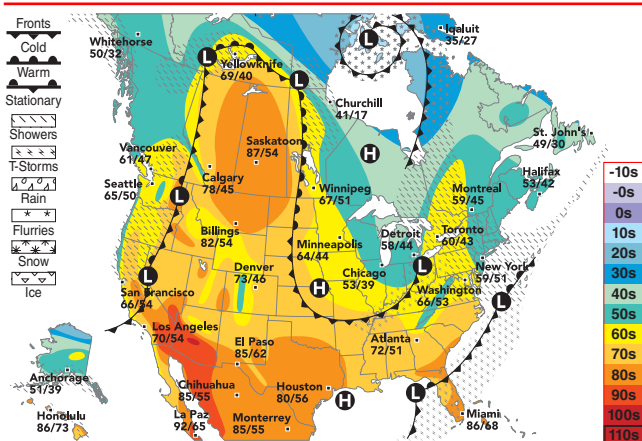 Fronts
Cold
Warm
Stationary
Showers
T-Storms
Rain
Flurries
Snow
Ice
Whitehorse
50/32
L
Yellowknife
69/40
L
L
Iqaluit
35/27
Churchill
41/17
Vancouver
61/47
Saskatoon
87/54
H
St. John's
49/30
Seattle
65/50
Calgary
78/45
Winnipeg
67/51
Montreal
59/45
Halifax
53/42
L
Billings
82/54
Minneapolis
64/44
Detroit
58/44
Toronto
60/43
L
Denver
73/46
Chicago
53/39
L
New York
59/51
San Francisco
66/54
H
Washington
66/53
L
Los Angeles
70/54
El Paso
85/62
Atlanta
72/51
Anchorage
51/39
Chihuahua
85/55
Houston
80/56
H
L
Honolulu
86/73
La Paz
92/65
Monterrey
85/55
Miami
86/68
-10s
-0s
0s
10s
20s
30s
40s
50s
60s
70s
80s
90s
100s
110s